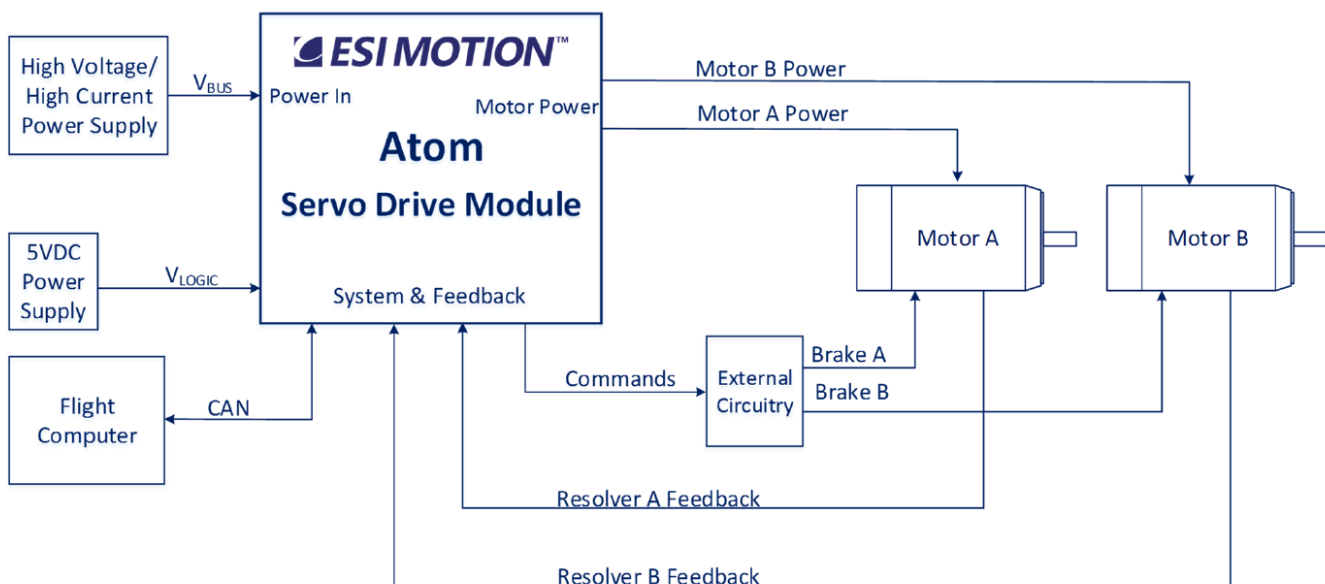 High Voltage/
High Current
Power Supply
V_BUS
ESI MOTION™
Power In
Motor Power
Atom
Servo Drive Module
System & Feedback
Motor B Power
Motor A Power
Motor A
Motor B
5VDC
Power
Supply
V_LOGIC
Flight
Computer
CAN
Commands
External
Circuitry
Brake A
Brake B
Resolver A Feedback
Resolver B Feedback